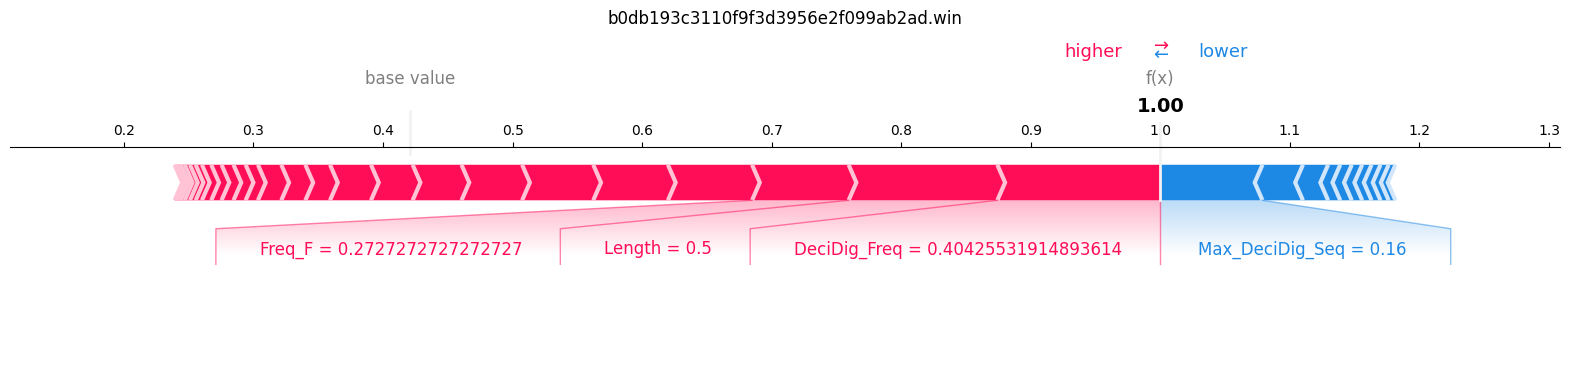 b0db193c3110f9f3d3956e2f099ab2ad.win
higher ⇄ lower
base value f(x)
1.00
0.2 0.3 0.4 0.5 0.6 0.7 0.8 0.9 1.0 1.1 1.2 1.3
Freq_F = 0.2727272727272727 Length = 0.5 DeciDig_Freq = 0.40425531914893614 Max_DeciDig_Seq = 0.16